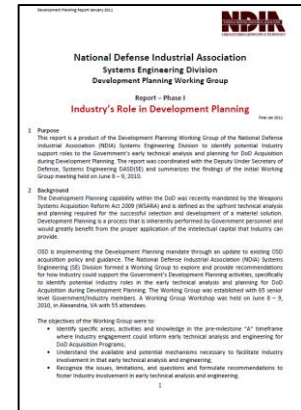 Development Planning Report January 2011
NDIA
National Defense Industrial Association
Systems Engineering Division
Development Planning Working Group
Report – Phase I
Industry's Role in Development Planning
1 Purpose
This report is a product of the Development Planning Working Group of the National Defense
Industrial Association (NDIA) Systems Engineering Division to identify potential industry
support roles to the Government's early technical analysis and planning for DoD Acquisition
during Development Planning. The report was coordinated with the Deputy Under Secretary of
Defense, Systems Engineering DASD(SE) and summarizes the findings of the initial Working
Group meeting held on June 8 – 9, 2010.
2 Background
The Development Planning capability within the DoD was recently mandated by the Weapons
Systems Acquisition Reform Act 2009 (WSARA) and is defined as the upfront technical analysis
and planning required for the successful selection and development of a materiel solution.
Development Planning is a process that is inherently performed by Government personnel and
would greatly benefit from the proper application of the intellectual capital that Industry can
provide.
OSD is implementing the Development Planning mandate through an update to existing OSD
acquisition policy and guidance. The National Defense Industrial Association (NDIA) Systems
Engineering (SE) Division formed a Working Group to explore and provide recommendations
for how Industry could support the Government's Development Planning activities, specifically
to identify potential Industry roles in the early technical analysis and planning for DoD
Acquisition during Development Planning. The Working Group was established with 65 senior
level Government/Industry members. A Working Group Workshop was held on June 8 – 9,
2010, in Alexandria, VA with 55 attendees.
The objectives of the Working Group were to:
• Identify specific areas, activities and knowledge in the pre-milestone "A" timeframe
where Industry engagement could inform early technical analysis and engineering for
DoD Acquisition Programs;
• Understand the available and potential mechanisms necessary to facilitate Industry
involvement in that early technical analysis and engineering;
• Recognize the issues, limitations, and questions and formulate recommendations to
foster Industry involvement in early technical analysis and engineering.
1